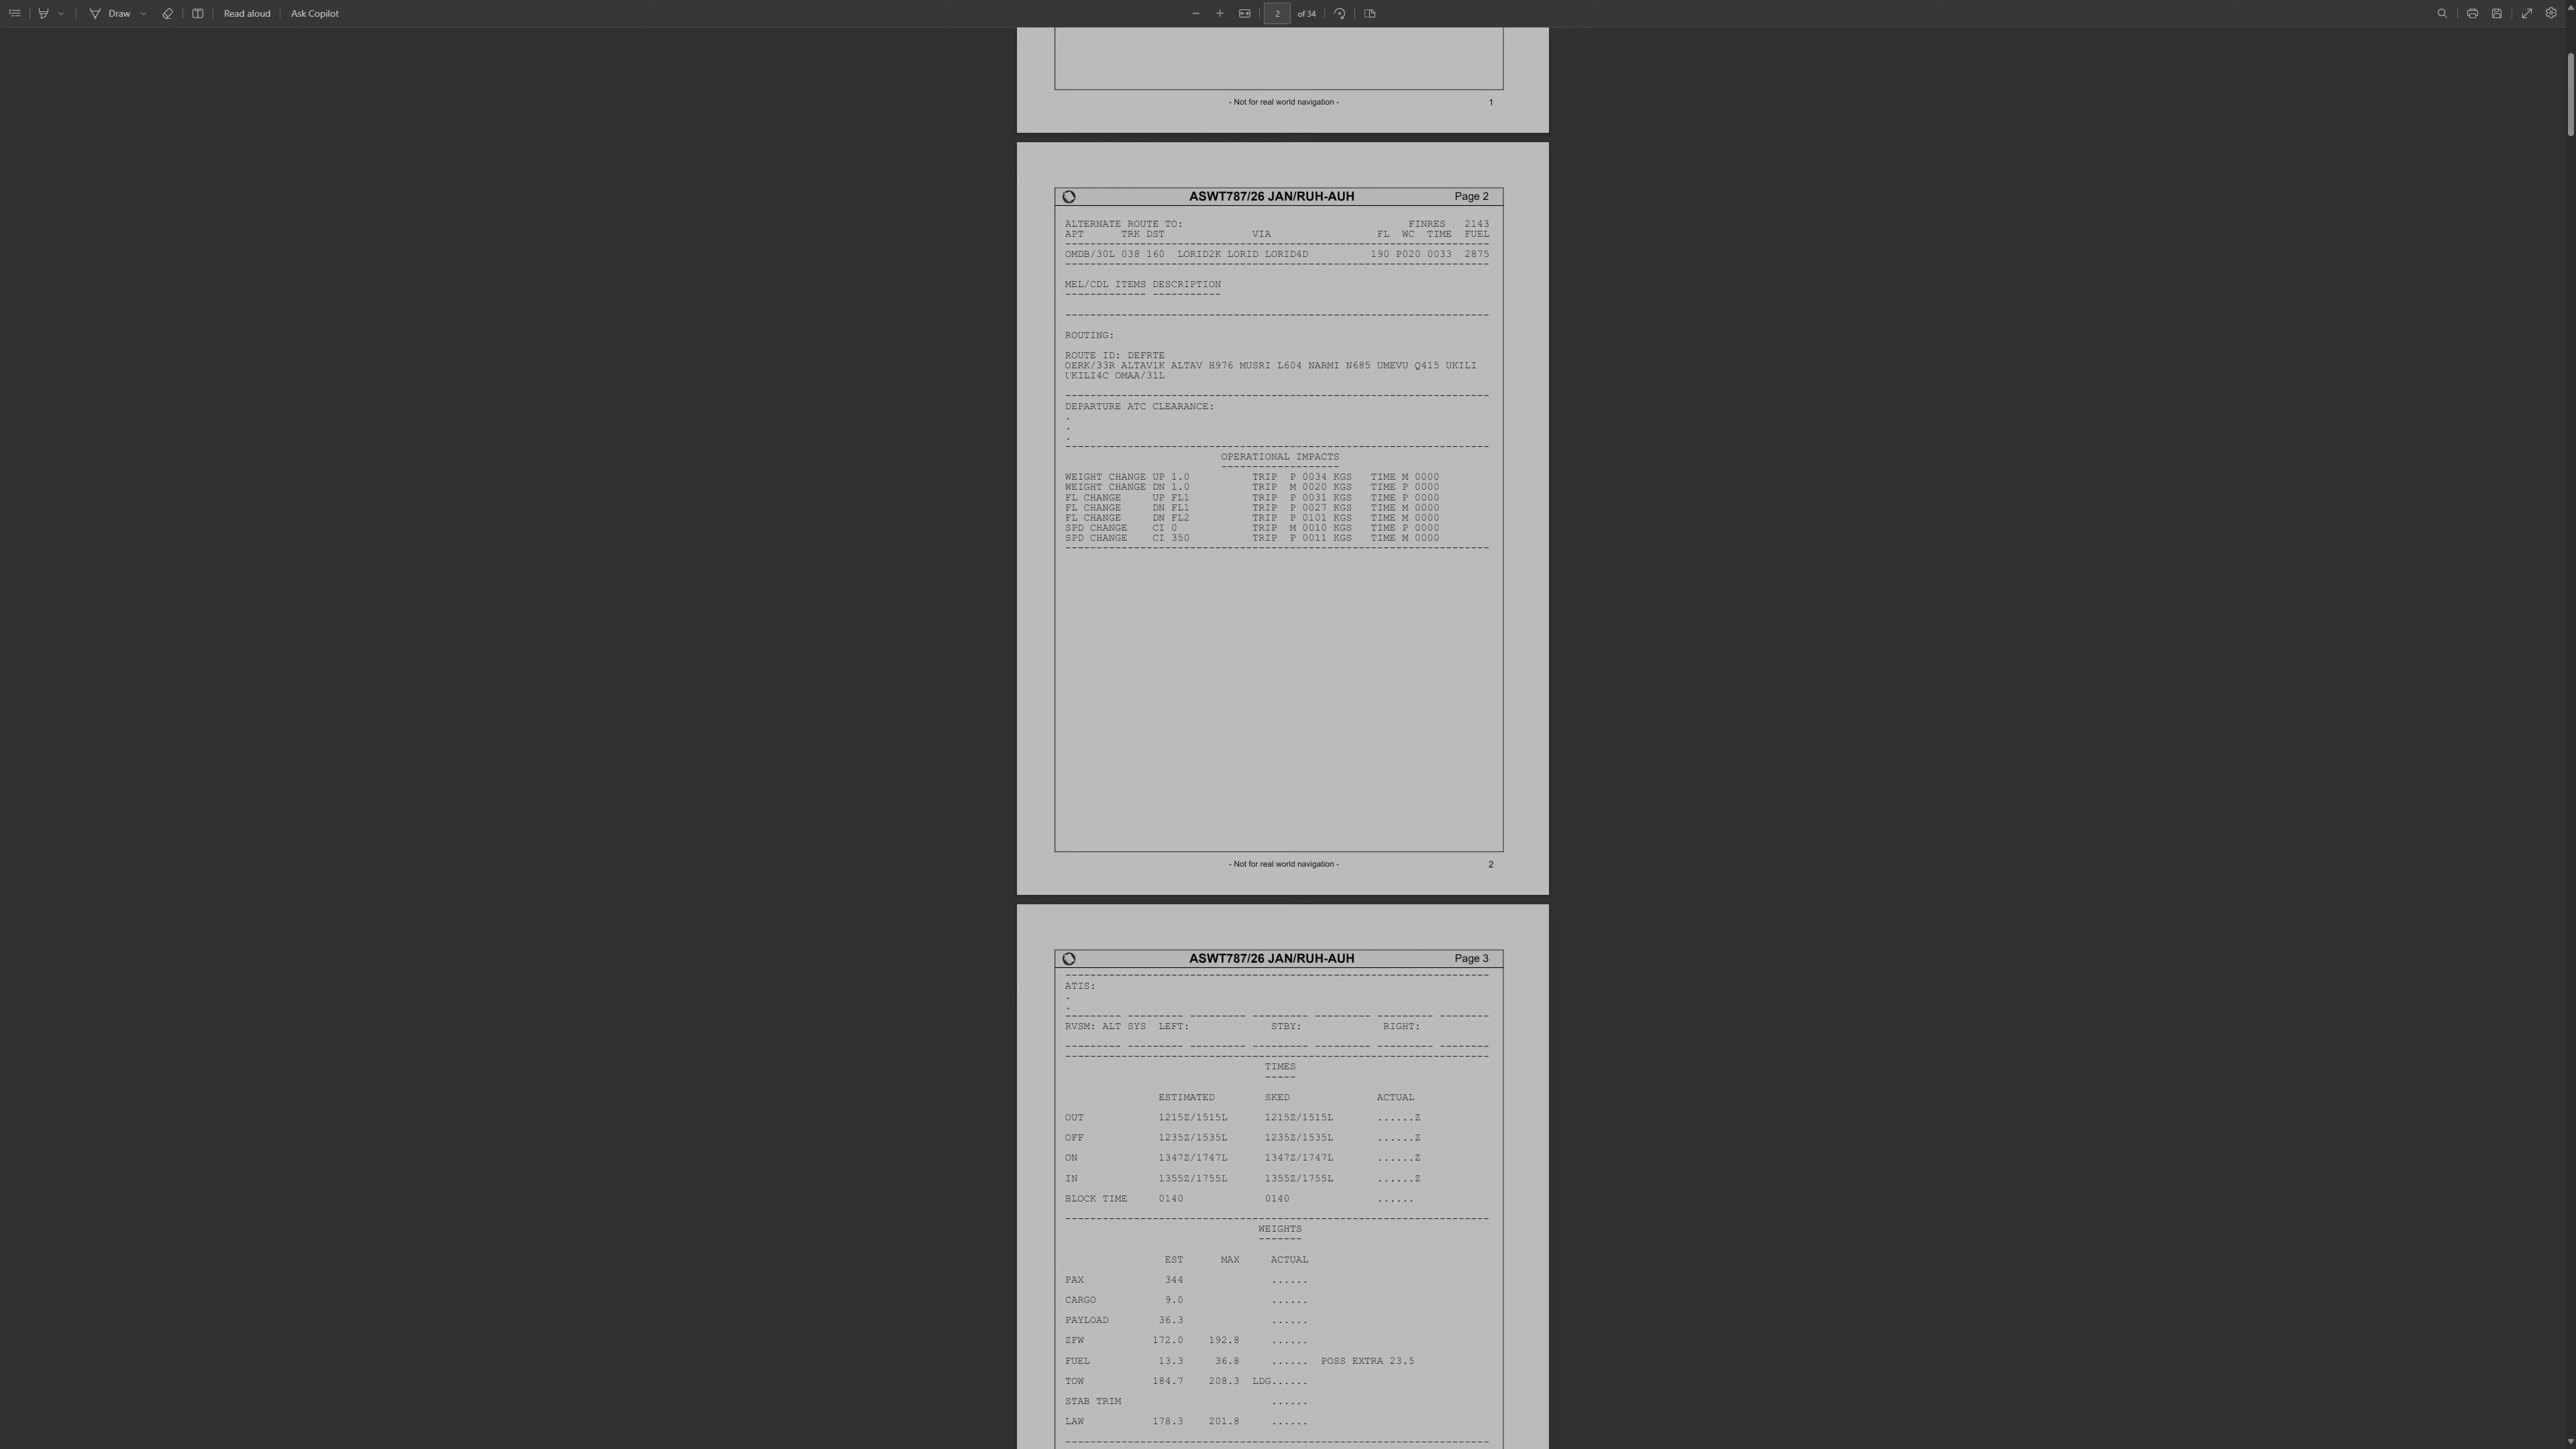 Draw Read aloud Ask Copilot 2 of 34
- Not for real world navigation - 1
ASWT787/26 JAN/RUH-AUH Page 2
ALTERNATE ROUTE TO: FINRES 2143
APT TRK DST VIA FL WC TIME FUEL
--------------------------------------------------------------------
OMDB/30L 038 160 LORID2K LORID LORID4D 190 P020 0033 2875
--------------------------------------------------------------------
MEL/CDL ITEMS DESCRIPTION
------------- -----------
--------------------------------------------------------------------
ROUTING:
ROUTE ID: DEFRTE
OERK/33R ALTAV1K ALTAV H976 MUSRI L604 NARMI N685 UMEVU Q415 UKILI
UKILI4C OMAA/31L
--------------------------------------------------------------------
DEPARTURE ATC CLEARANCE:
.
.
.
--------------------------------------------------------------------
OPERATIONAL IMPACTS
-------------------
WEIGHT CHANGE UP 1.0 TRIP P 0034 KGS TIME M 0000
WEIGHT CHANGE DN 1.0 TRIP M 0020 KGS TIME P 0000
FL CHANGE UP FL1 TRIP P 0031 KGS TIME P 0000
FL CHANGE DN FL1 TRIP P 0027 KGS TIME M 0000
FL CHANGE DN FL2 TRIP P 0101 KGS TIME M 0000
SPD CHANGE CI 0 TRIP M 0010 KGS TIME P 0000
SPD CHANGE CI 350 TRIP P 0011 KGS TIME M 0000
--------------------------------------------------------------------
- Not for real world navigation - 2
ASWT787/26 JAN/RUH-AUH Page 3
--------------------------------------------------------------------
ATIS:
.
.
--------- --------- --------- --------- --------- --------- --------
RVSM: ALT SYS LEFT: STBY: RIGHT:
--------- --------- --------- --------- --------- --------- --------
--------------------------------------------------------------------
TIMES
-----
ESTIMATED SKED ACTUAL
OUT 1215Z/1515L 1215Z/1515L ......Z
OFF 1235Z/1535L 1235Z/1535L ......Z
ON 1347Z/1747L 1347Z/1747L ......Z
IN 1355Z/1755L 1355Z/1755L ......Z
BLOCK TIME 0140 0140 ......
--------------------------------------------------------------------
WEIGHTS
-------
EST MAX ACTUAL
PAX 344 ......
CARGO 9.0 ......
PAYLOAD 36.3 ......
ZFW 172.0 192.8 ......
FUEL 13.3 36.8 ...... POSS EXTRA 23.5
TOW 184.7 208.3 LDG......
STAB TRIM ......
LAW 178.3 201.8 ......
--------------------------------------------------------------------